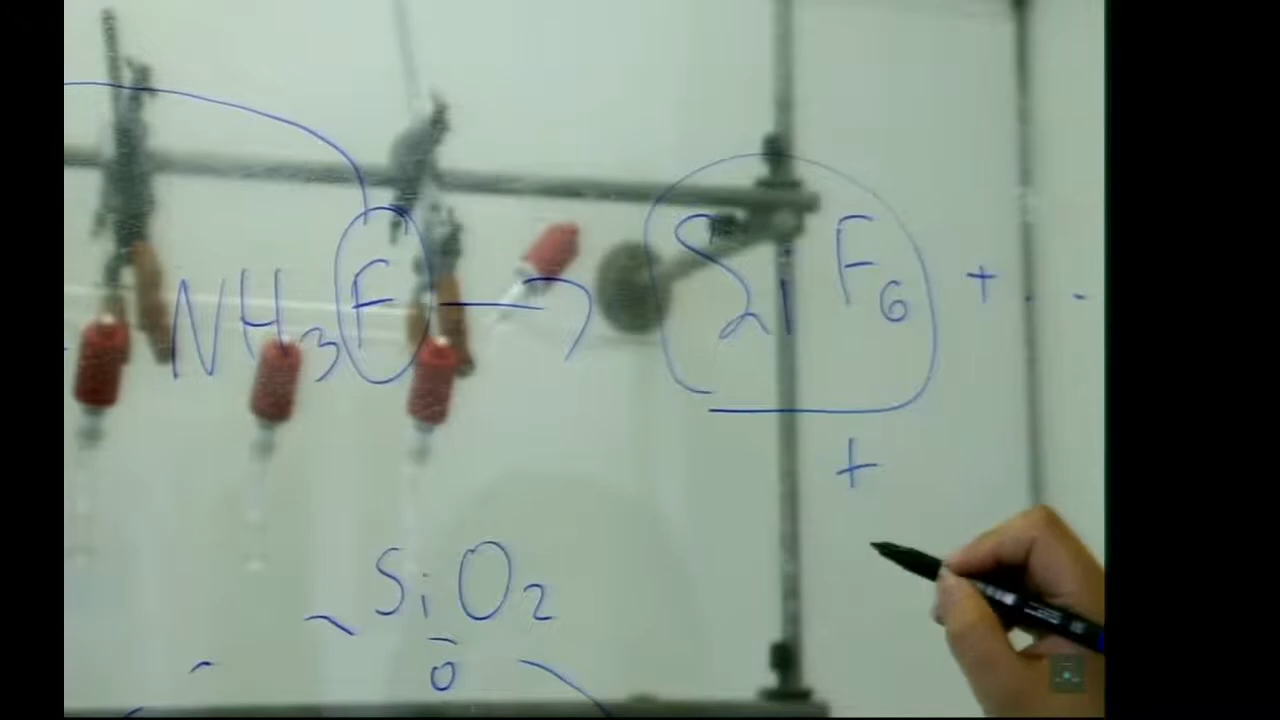 NH3F → SiF6 + . -
+
SiO2